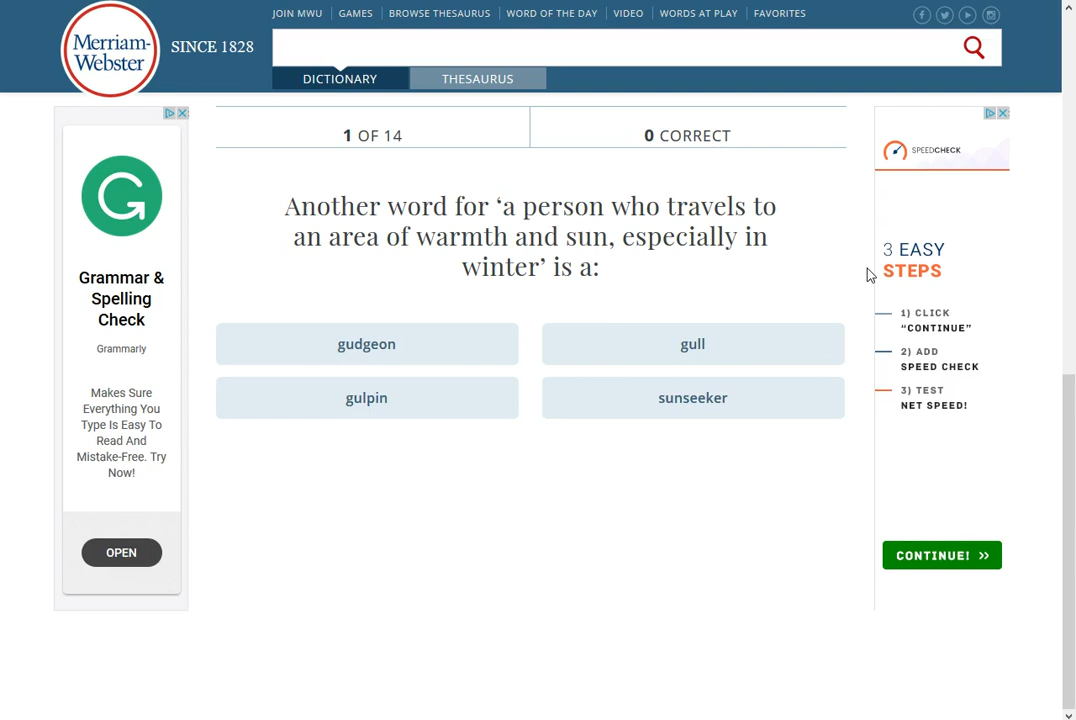 JOIN MWU GAMES BROWSE THESAURUS WORD OF THE DAY VIDEO WORDS AT PLAY FAVORITES
Merriam-
Webster
SINCE 1828
DICTIONARY THESAURUS
1 OF 14
0 CORRECT
Another word for ‘a person who travels to
an area of warmth and sun, especially in
winter’ is a:
gudgeon
gull
gulpin
sunseeker
Grammar &
Spelling
Check
Grammarly
Makes Sure
Everything You
Type Is Easy To
Read And
Mistake-Free. Try
Now!
OPEN
SPEEDCHECK
3 EASY
STEPS
1) CLICK
“CONTINUE”
2) ADD
SPEED CHECK
3) TEST
NET SPEED!
CONTINUE! >>